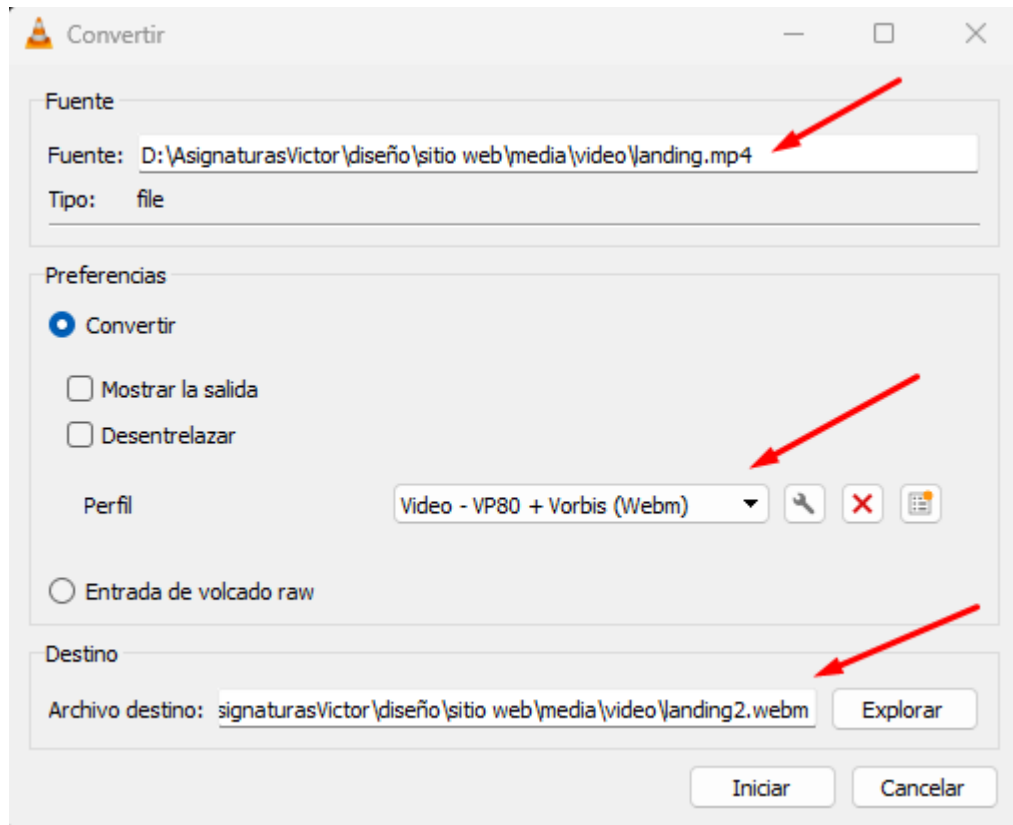 Convertir
Fuente
Fuente: D:\AsignaturasVictor\diseño\sitio web\media\video\landing.mp4
Tipo: file
Preferencias
Convertir
Mostrar la salida
Desentrelazar
Perfil Video - VP80 + Vorbis (Webm)
Entrada de volcado raw
Destino
Archivo destino: signaturasVictor\diseño\sitio web\media\video\landing2.webm Explorar
Iniciar Cancelar